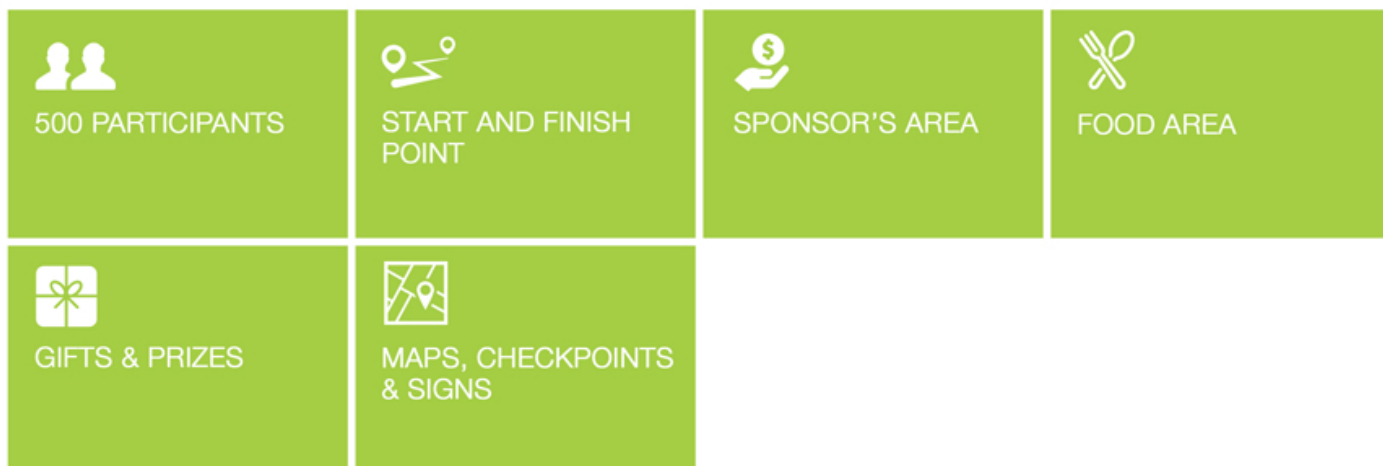 500 PARTICIPANTS
START AND FINISH
POINT
SPONSOR’S AREA
FOOD AREA
GIFTS & PRIZES
MAPS, CHECKPOINTS
& SIGNS